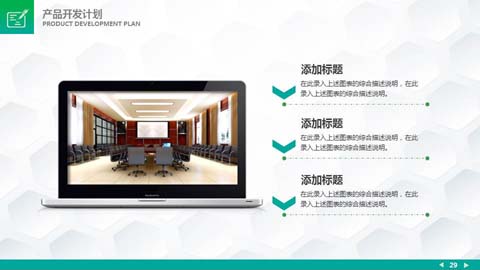 产品开发计划
PRODUCT DEVELOPMENT PLAN
添加标题
在此录入上述图表的综合描述说明，在此
录入上述图表的综合描述说明。
添加标题
在此录入上述图表的综合描述说明，在此
录入上述图表的综合描述说明。
添加标题
在此录入上述图表的综合描述说明，在此
录入上述图表的综合描述说明。
29